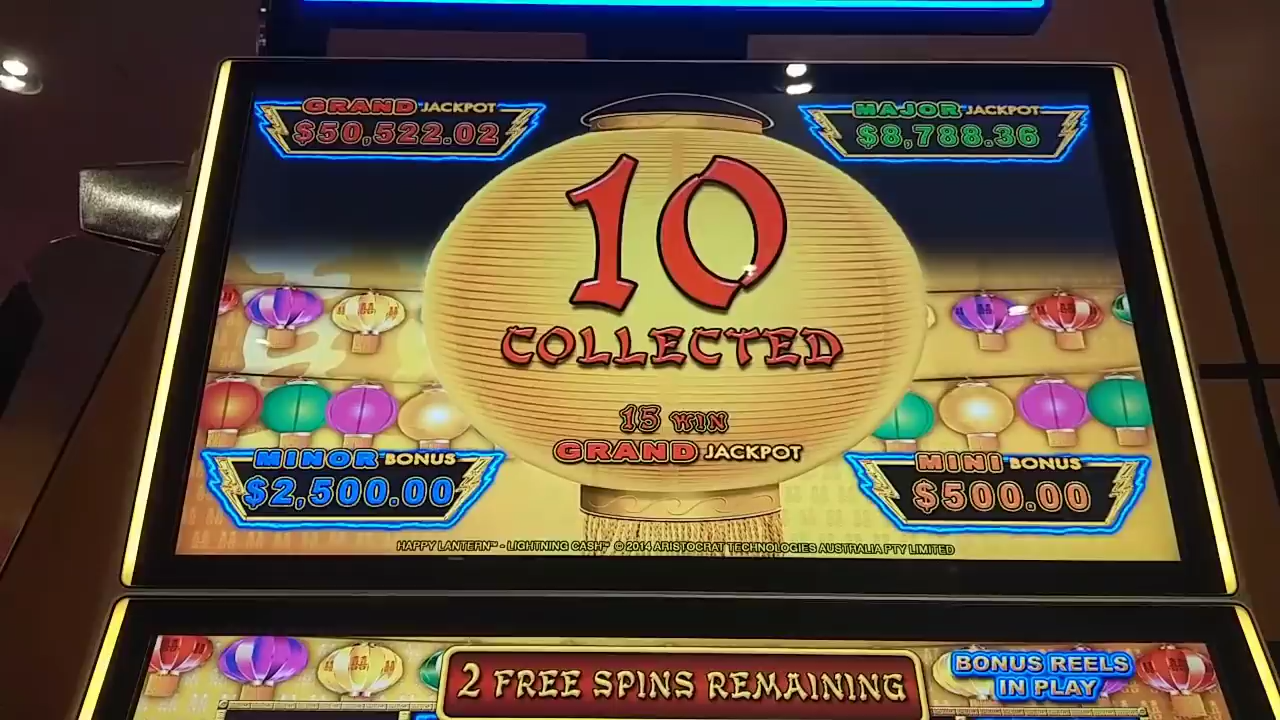 GRAND JACKPOT
$50,522.02
MAJOR JACKPOT
$8,788.36
10
COLLECTED
15 WIN
GRAND JACKPOT
MINOR BONUS
$2,500.00
MINI BONUS
$500.00
HAPPY LANTERN™ - LIGHTNING CASH™ © 2014 ARISTOCRAT TECHNOLOGIES AUSTRALIA PTY LIMITED
2 FREE SPINS REMAINING
BONUS REELS
IN PLAY